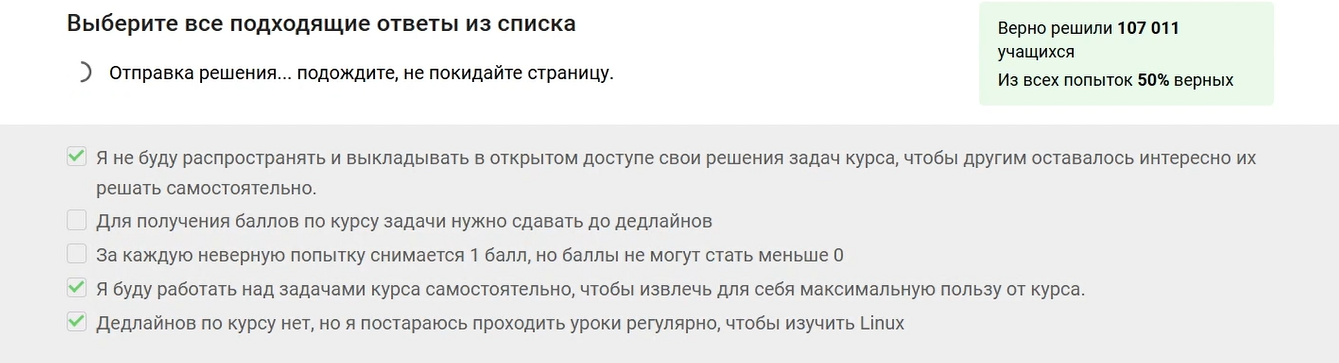 Выберите все подходящие ответы из списка
Отправка решения... подождите, не покидайте страницу.
Верно решили 107 011
учащихся
Из всех попыток 50% верных
Я не буду распространять и выкладывать в открытом доступе свои решения задач курса, чтобы другим оставалось интересно их
решать самостоятельно.
Для получения баллов по курсу задачи нужно сдавать до дедлайнов
За каждую неверную попытку снимается 1 балл, но баллы не могут стать меньше 0
Я буду работать над задачами курса самостоятельно, чтобы извлечь для себя максимальную пользу от курса.
Дедлайнов по курсу нет, но я постараюсь проходить уроки регулярно, чтобы изучить Linux